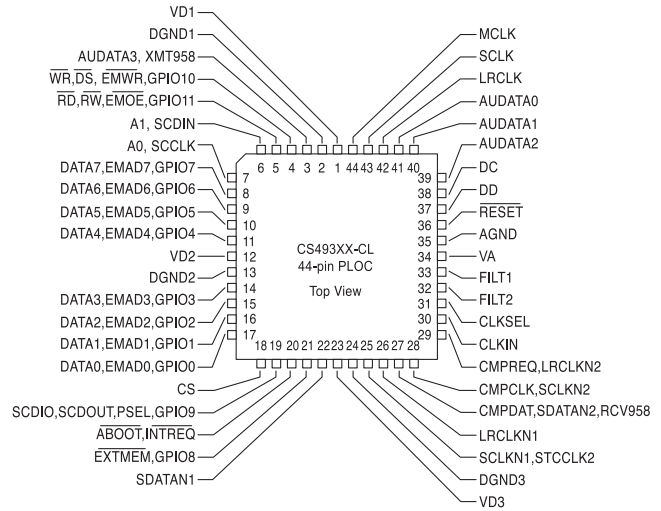 VD1
DGND1
AUDATA3, XMT958
WR,DS, EMWR,GPIO10
RD,RW,EMOE,GPIO11
A1, SCDIN
A0, SCCLK
DATA7,EMAD7,GPIO7
DATA6,EMAD6,GPIO6
DATA5,EMAD5,GPIO5
DATA4,EMAD4,GPIO4
VD2
DGND2
DATA3,EMAD3,GPIO3
DATA2,EMAD2,GPIO2
DATA1,EMAD1,GPIO1
DATA0,EMAD0,GPIO0
CS
SCDIO,SCDOUT,PSEL,GPIO9
ABOOT,INTREQ
EXTMEM,GPIO8
SDATAN1
6 5 4 3 2 1 44 43 42 41 40
7
8
9
10
11
12
13
14
15
16
17
CS493XX-CL
44-pin PLOC
Top View
39
38
37
36
35
34
33
32
31
30
29
18 19 20 21 22 23 24 25 26 27 28
MCLK
SCLK
LRCLK
AUDATA0
AUDATA1
AUDATA2
DC
DD
RESET
AGND
VA
FILT1
FILT2
CLKSEL
CLKIN
CMPREQ,LRCLKN2
CMPCLK,SCLKN2
CMPDAT,SDATAN2,RCV958
LRCLKN1
SCLKN1,STCCLK2
DGND3
VD3